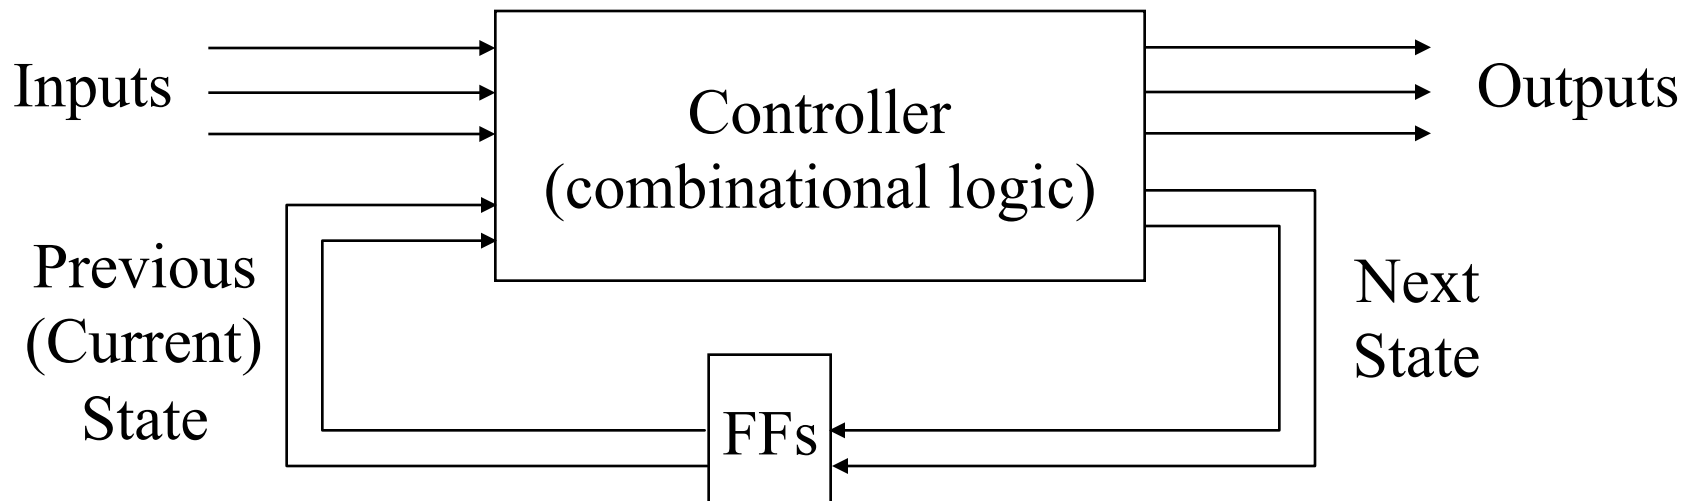 Inputs
Controller
(combinational logic)
Outputs
Previous
(Current)
State
FFs
Next
State